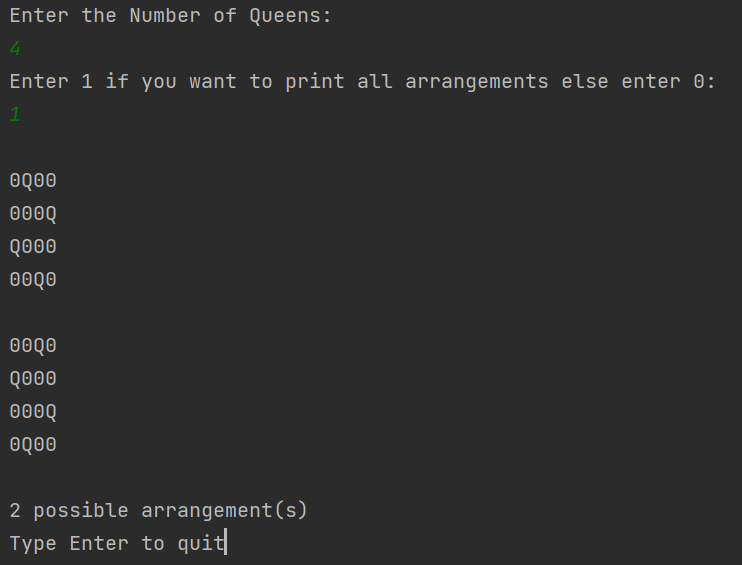 Enter the Number of Queens:
4
Enter 1 if you want to print all arrangements else enter 0:
1
0Q00
000Q
Q000
00Q0
00Q0
Q000
000Q
0Q00
2 possible arrangement(s)
Type Enter to quit